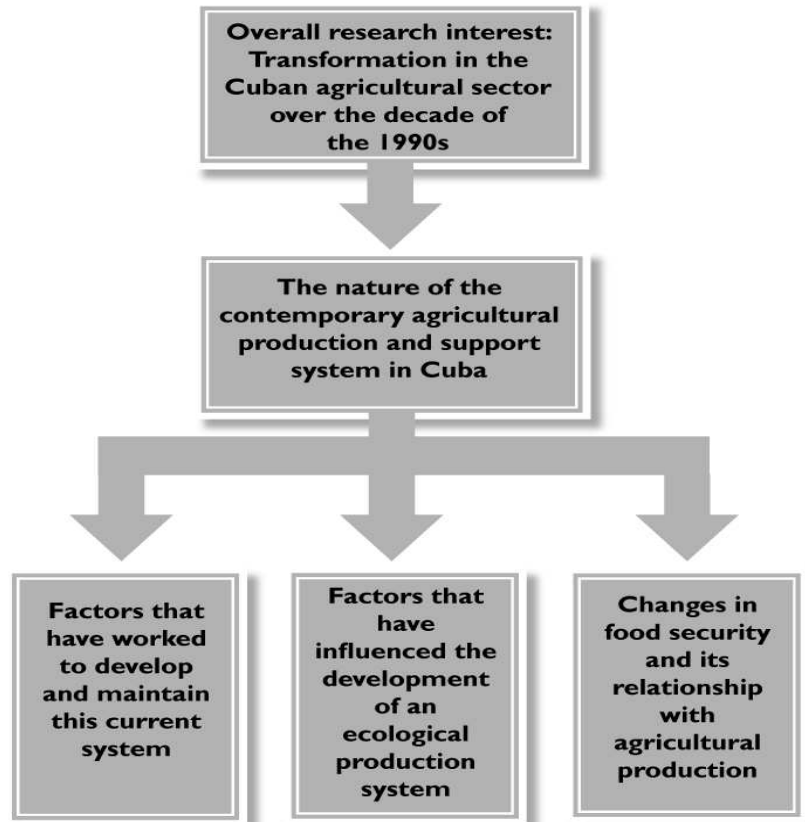 Overall research interest:
Transformation in the
Cuban agricultural sector
over the decade of
the 1990s
The nature of the
contemporary agricultural
production and support
system in Cuba
Factors that
have worked
to develop
and maintain
this current
system
Factors that
have
influenced the
development
of an
ecological
production
system
Changes in
food security
and its
relationship
with
agricultural
production